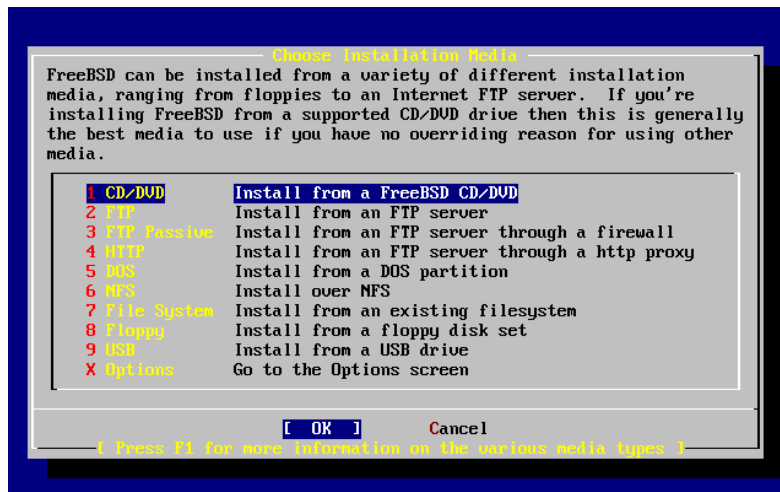 Choose Installation Media
FreeBSD can be installed from a variety of different installation
media, ranging from floppies to an Internet FTP server.  If you're
installing FreeBSD from a supported CD/DVD drive then this is generally
the best media to use if you have no overriding reason for using other
media.
1 CD/DVD Install from a FreeBSD CD/DVD
2 FTP Install from an FTP server
3 FTP Passive Install from an FTP server through a firewall
4 HTTP Install from an FTP server through a http proxy
5 DOS Install from a DOS partition
6 NFS Install over NFS
7 File System Install from an existing filesystem
8 Floppy Install from a floppy disk set
9 USB Install from a USB drive
X Options Go to the Options screen
[ OK ] Cancel
[ Press F1 for more information on the various media types ]